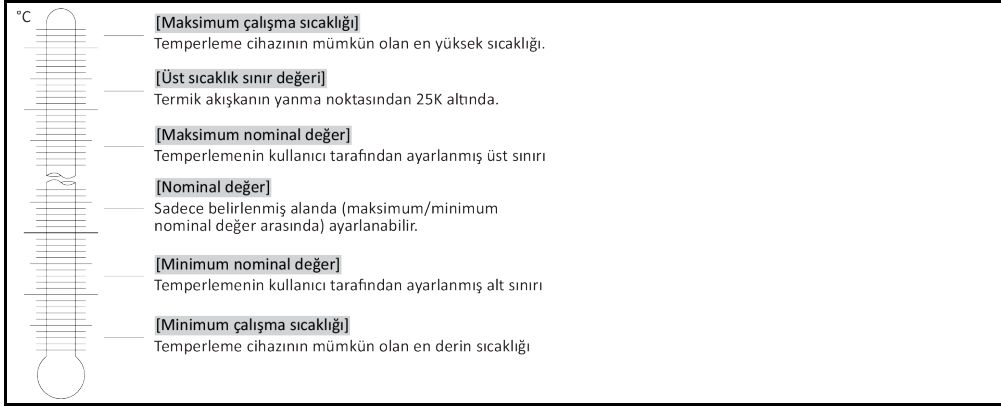 °C
[Maksimum çalışma sıcaklığı]
Temperleme cihazının mümkün olan en yüksek sıcaklığı.
[Üst sıcaklık sınır değeri]
Termik akışkanın yanma noktasından 25K altında.
[Maksimum nominal değer]
Temperlemenin kullanıcı tarafından ayarlanmış üst sınırı
[Nominal değer]
Sadece belirlenmiş alanda (maksimum/minimum
nominal değer arasında) ayarlanabilir.
[Minimum nominal değer]
Temperlemenin kullanıcı tarafından ayarlanmış alt sınırı
[Minimum çalışma sıcaklığı]
Temperleme cihazının mümkün olan en derin sıcaklığı